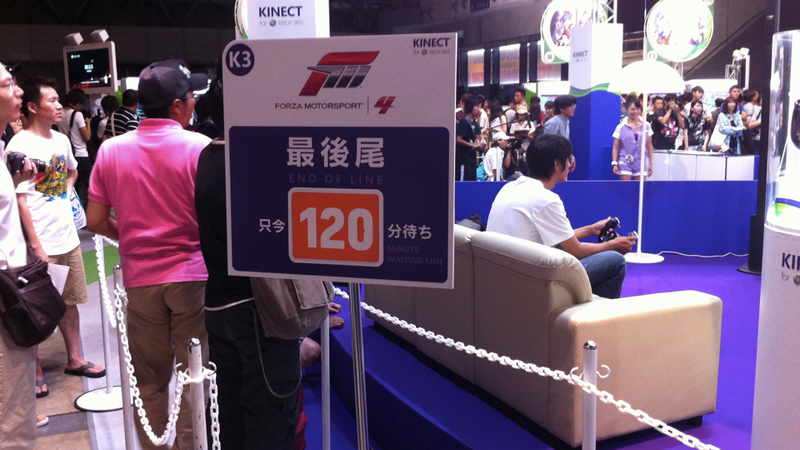 KINECT
for XBOX 360
K3
KINECT
for XBOX 360
FORZA MOTORSPORT 4
最後尾
END OF LINE
只今 120 分待ち
MINUTE
WAITING LINE
KINECT
KINECT